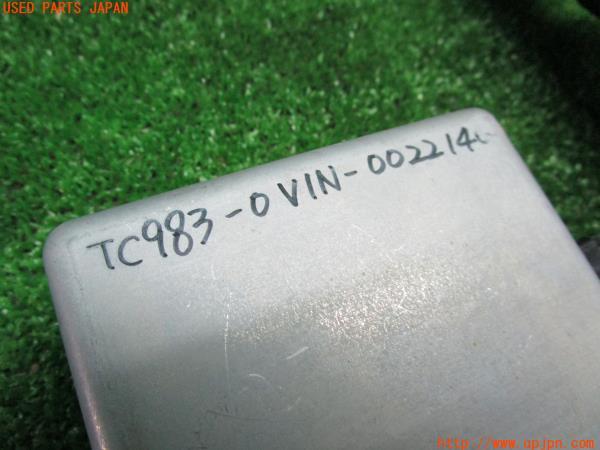 USED PARTS JAPAN
TC983-0 VIN-002214
http://www.upjpn.com/